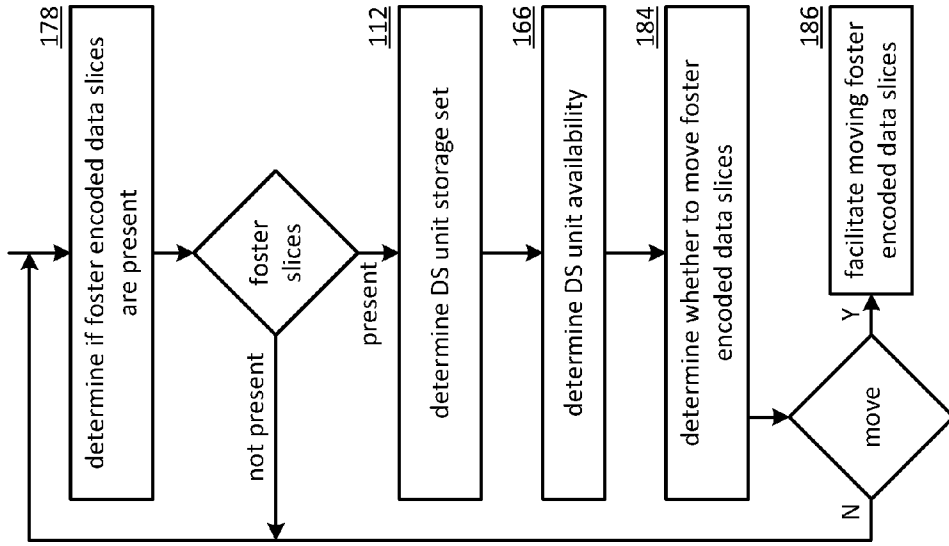 178
determine if foster encoded data slices
are present
foster
slices
not present
present
112
determine DS unit storage set
166
determine DS unit availability
184
determine whether to move foster
encoded data slices
move
N
Y
186
facilitate moving foster
encoded data slices